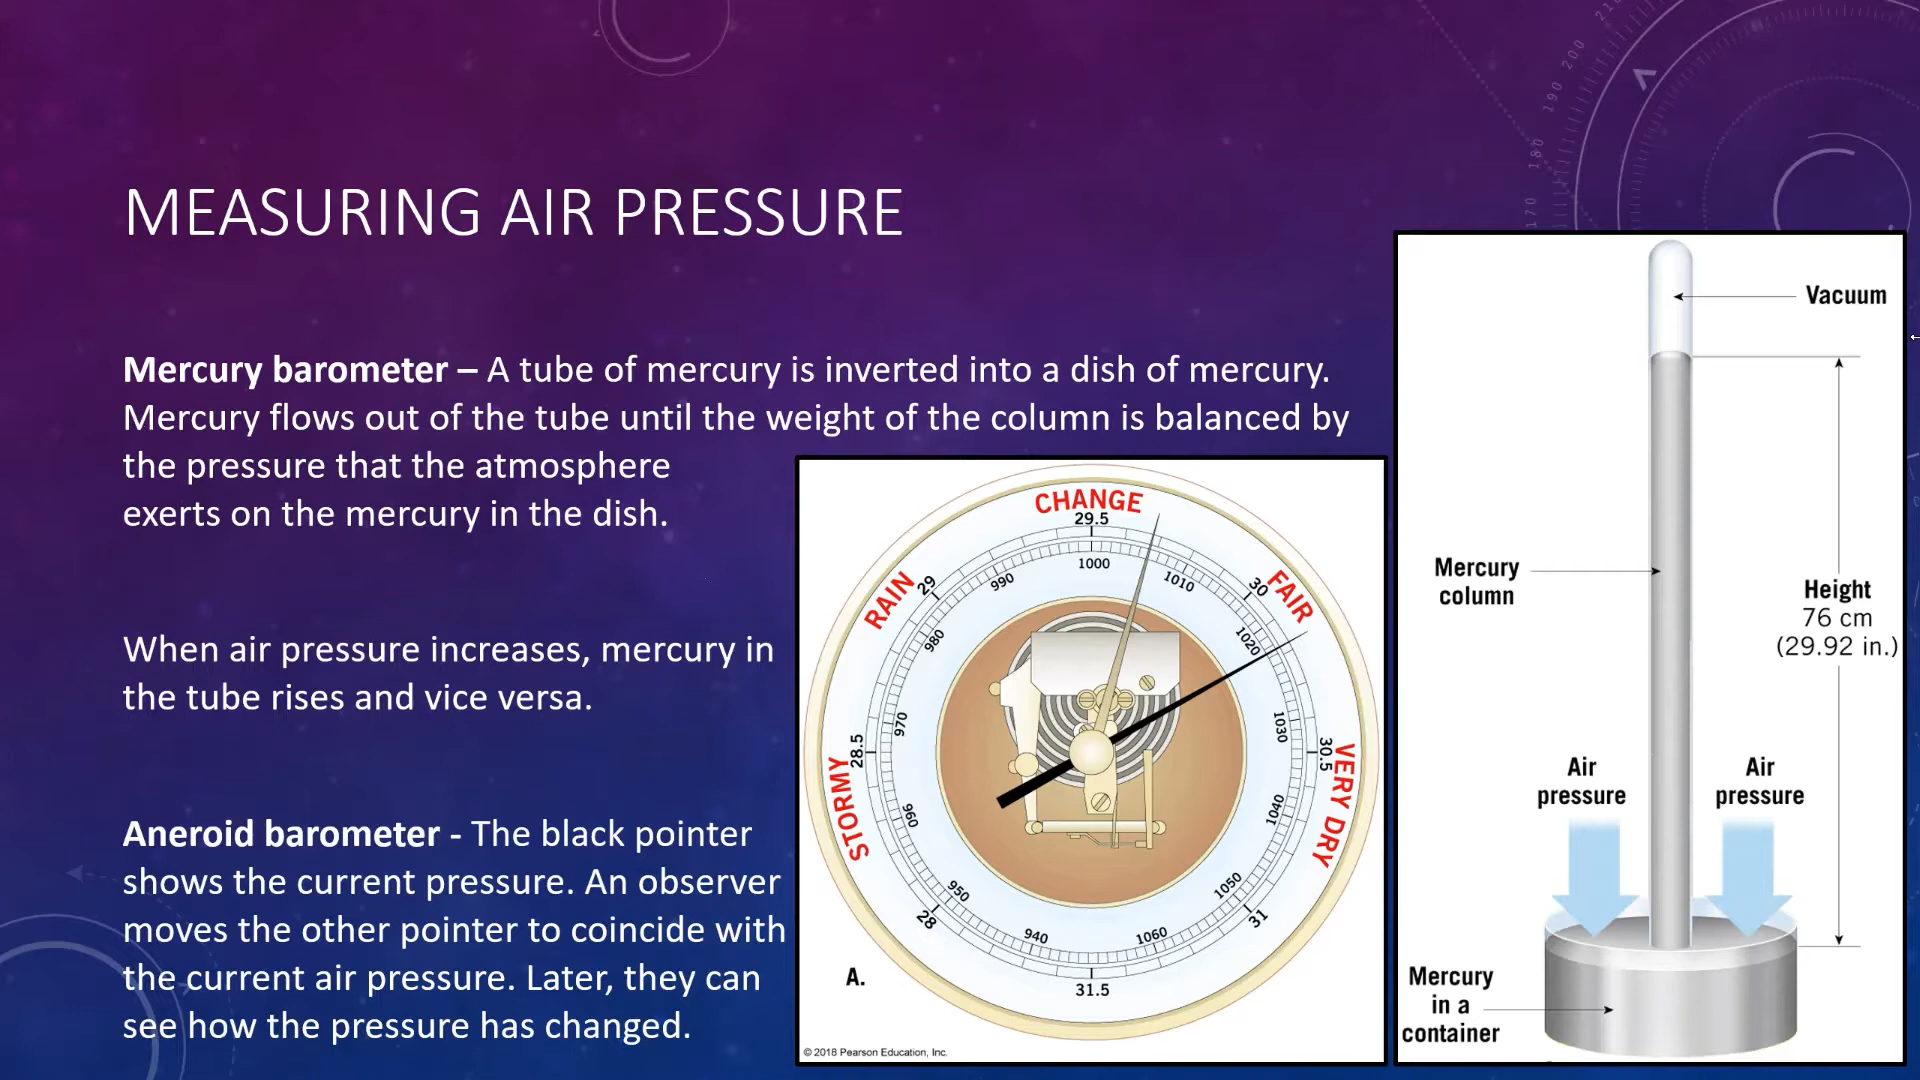 MEASURING AIR PRESSURE
Mercury barometer – A tube of mercury is inverted into a dish of mercury.
Mercury flows out of the tube until the weight of the column is balanced by
the pressure that the atmosphere
exerts on the mercury in the dish.
When air pressure increases, mercury in
the tube rises and vice versa.
Aneroid barometer - The black pointer
shows the current pressure. An observer
moves the other pointer to coincide with
the current air pressure. Later, they can
see how the pressure has changed.
STORMY
RAIN
CHANGE
FAIR
VERY DRY
28
28.5
29
29.5
30
30.5
31
31.5
940
950
960
970
980
990
1000
1010
1020
1030
1040
1050
1060
A.
© 2018 Pearson Education, Inc.
Vacuum
Mercury
column
Height
76 cm
(29.92 in.)
Air
pressure
Air
pressure
Mercury
in a
container
170
180
190
200